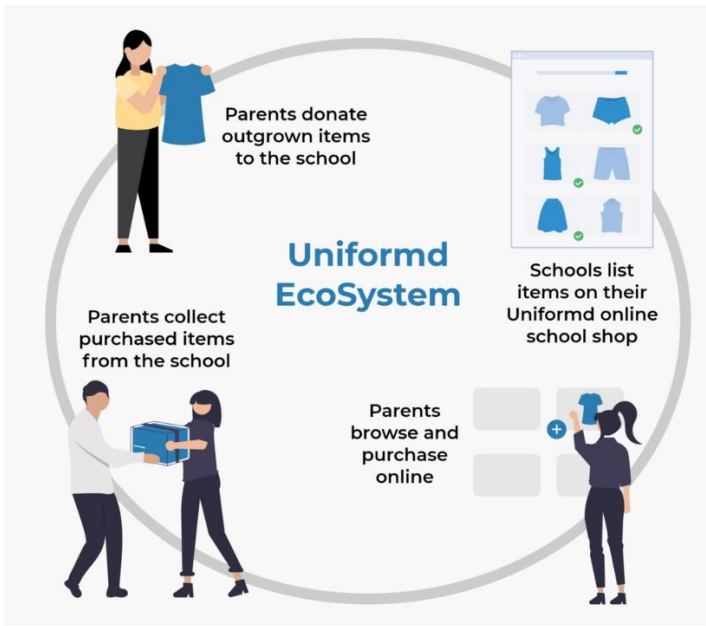 Parents donate
outgrown items
to the school
Uniformd
EcoSystem
Schools list
items on their
Uniformd online
school shop
Parents collect
purchased items
from the school
Parents
browse and
purchase
online